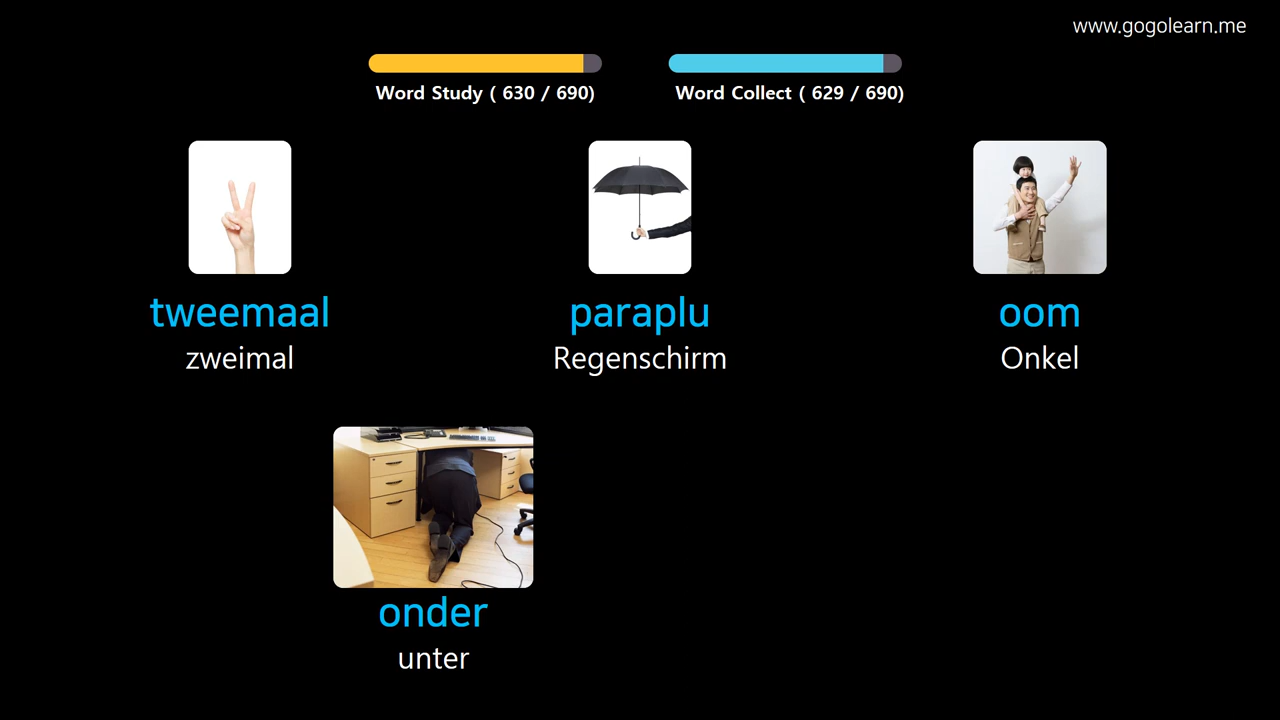 www.gogolearn.me
Word Study ( 630 / 690)
Word Collect ( 629 / 690)
tweemaal
zweimal
paraplu
Regenschirm
oom
Onkel
onder
unter